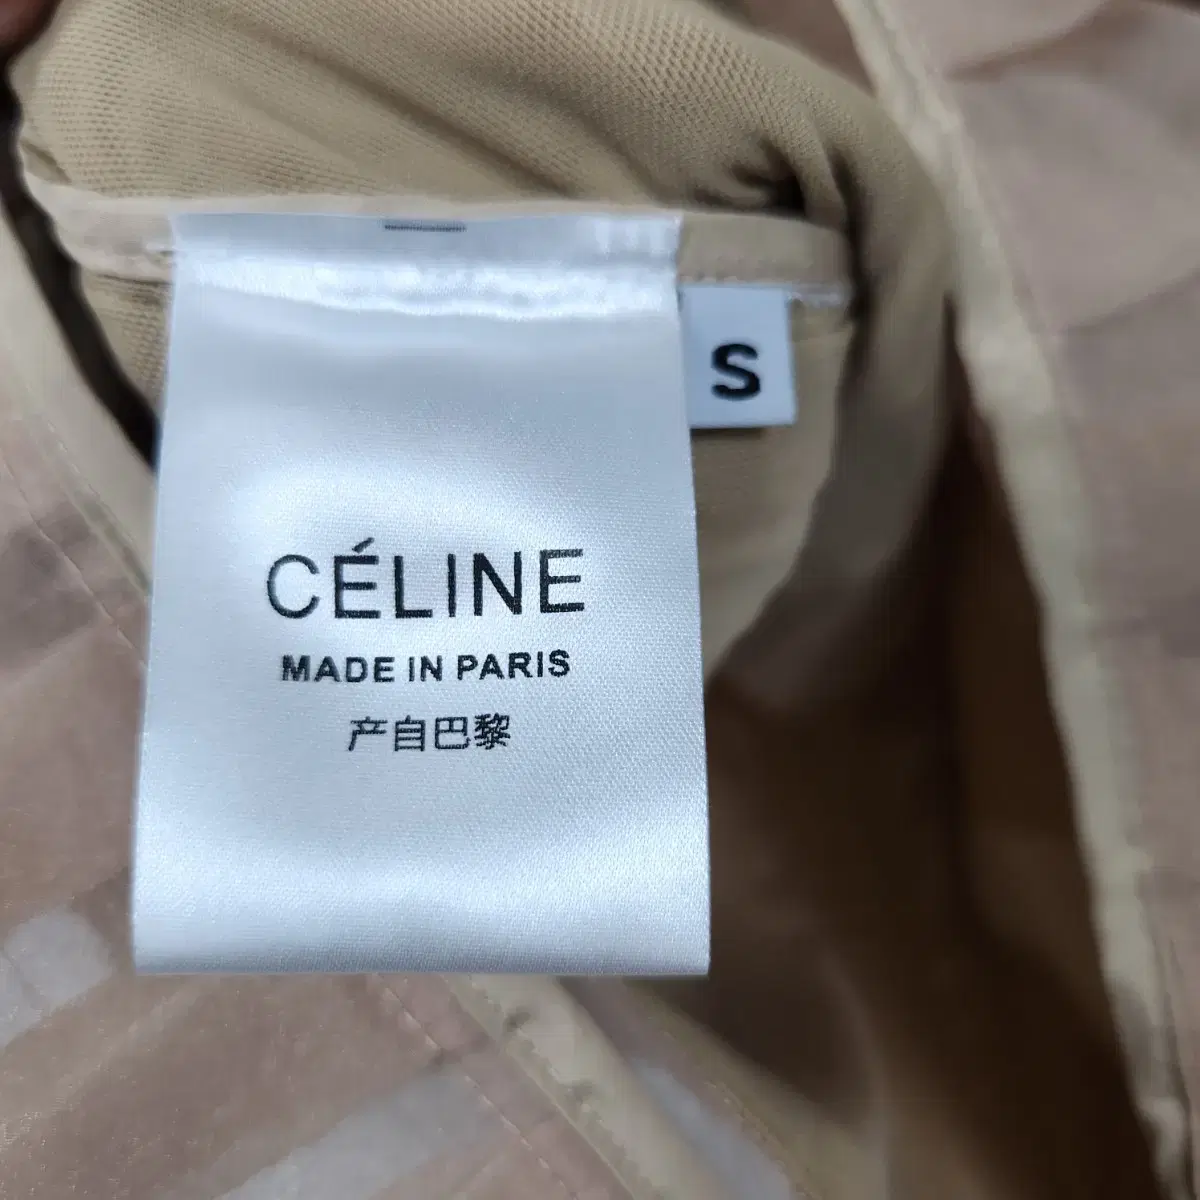 S
CÉLINE
MADE IN PARIS
产自巴黎